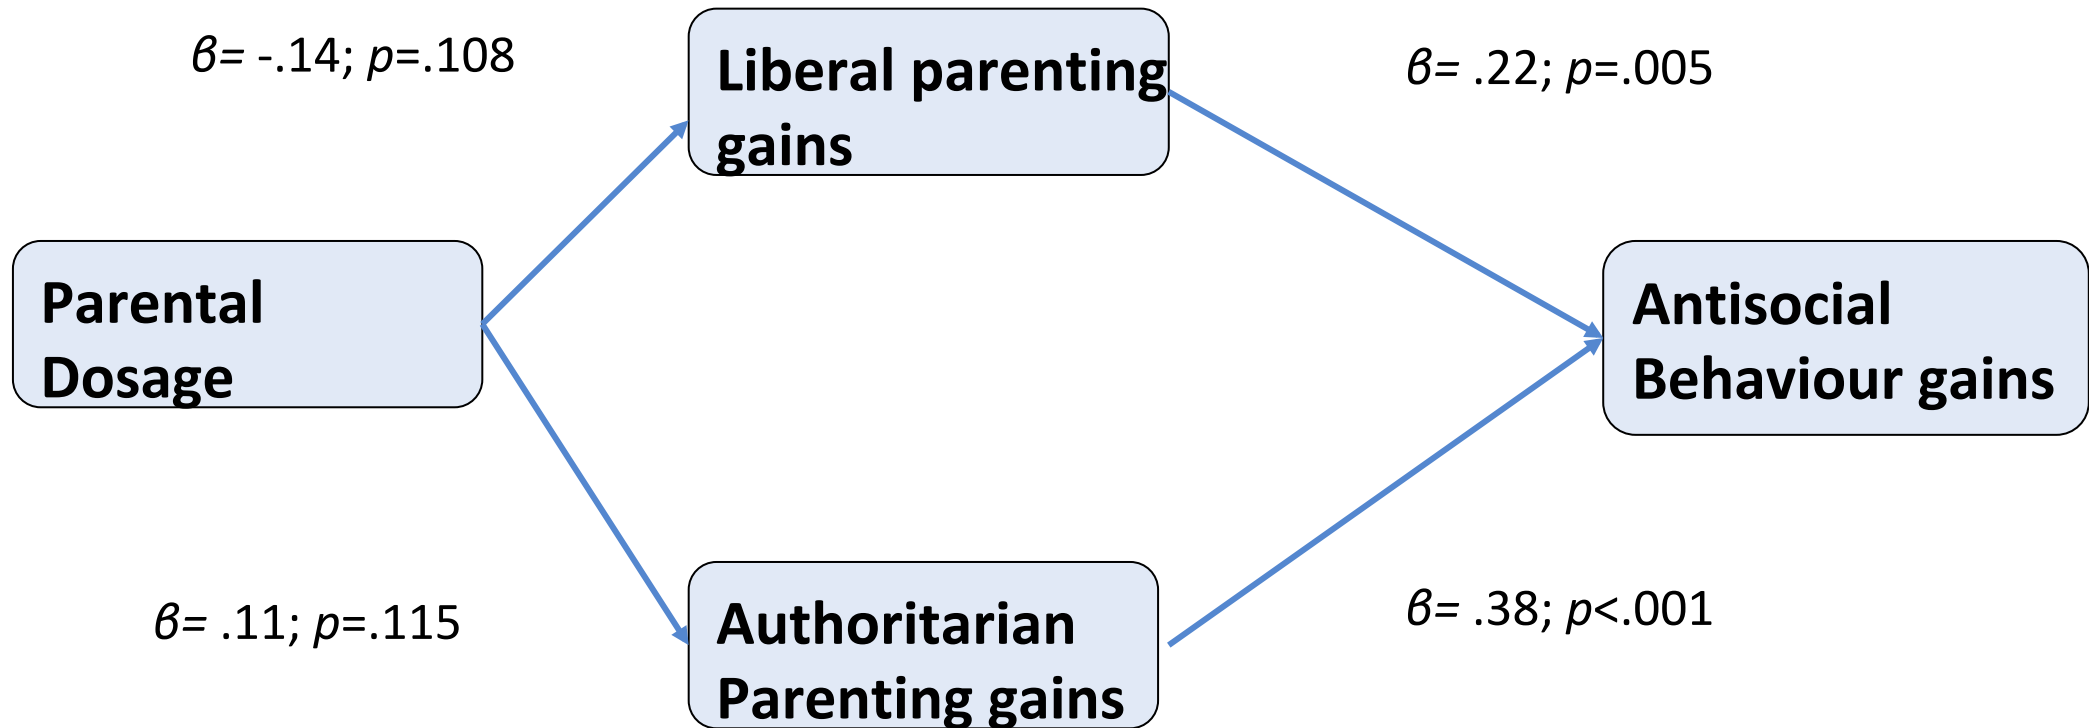 β= -.14; p=.108
Liberal parenting
gains
β= .22; p=.005
Parental
Dosage
Antisocial
Behaviour gains
β= .11; p=.115
Authoritarian
Parenting gains
β= .38; p<.001